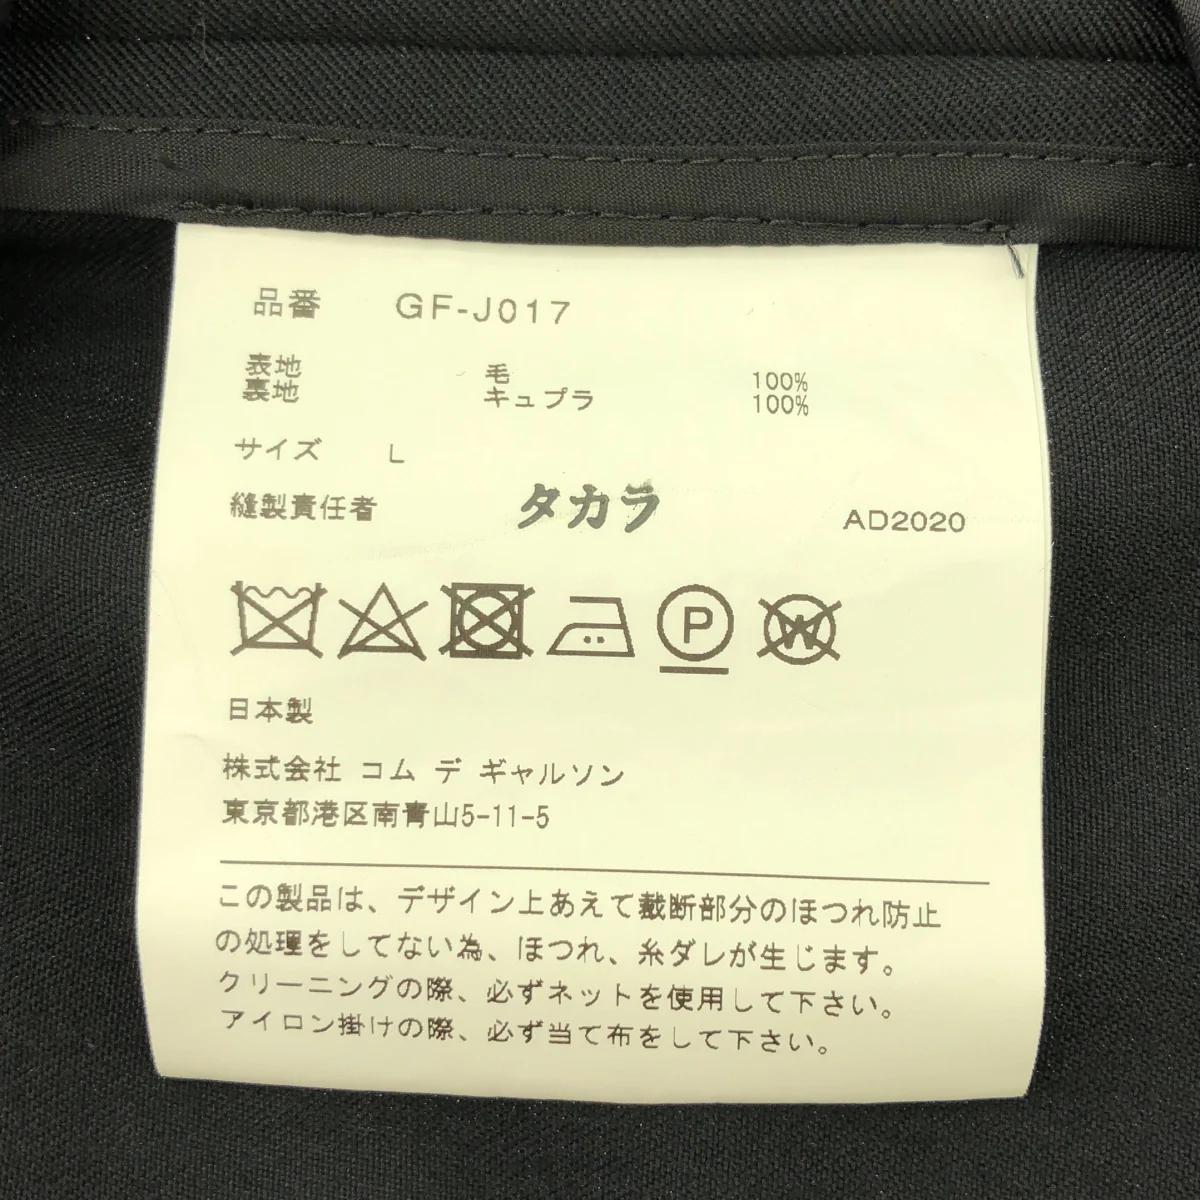 品番 GF-J017
表地 毛 100%
裏地 キュプラ 100%
サイズ L
縫製責任者 タカラ AD2020
P W
日本製
株式会社 コム デ ギャルソン
東京都港区南青山5-11-5
この製品は、デザイン上あえて裁断部分のほつれ防止
の処理をしてない為、ほつれ、糸ダレが生じます。
クリーニングの際、必ずネットを使用して下さい。
アイロン掛けの際、必ず当て布をして下さい。